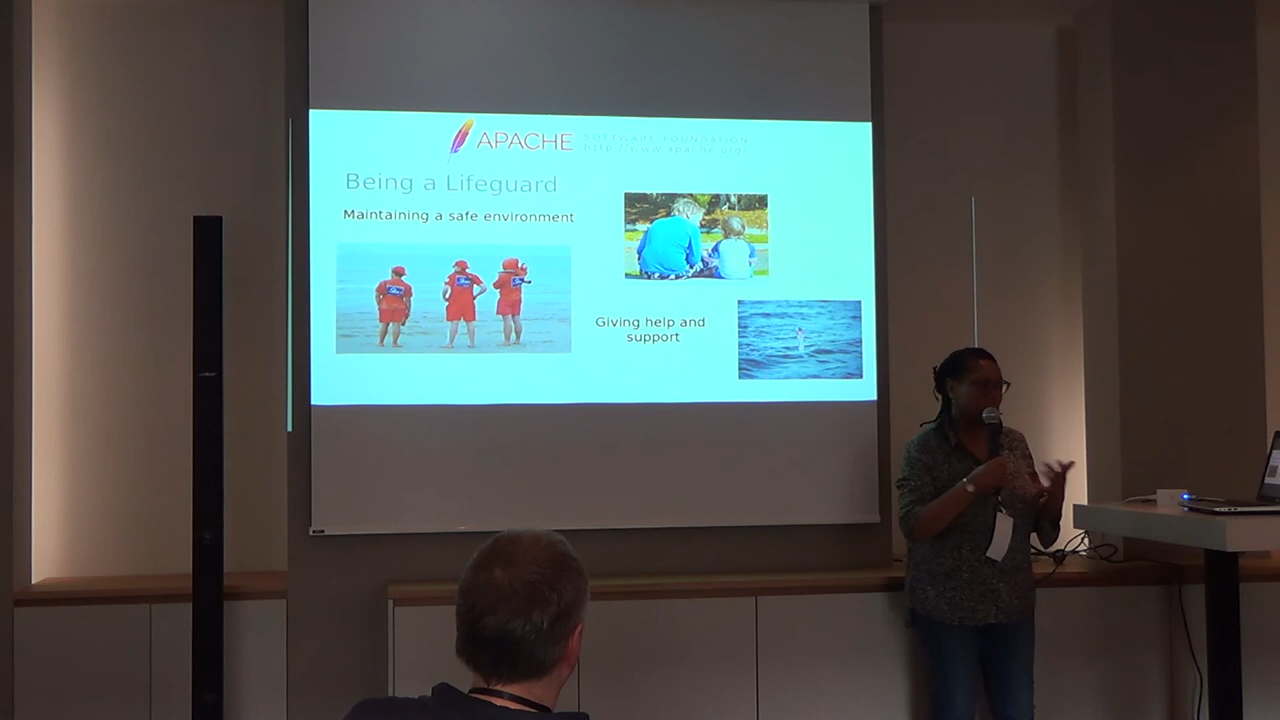 APACHE
SOFTWARE FOUNDATION
http://www.apache.org/
Being a Lifeguard
Maintaining a safe environment
Giving help and
support